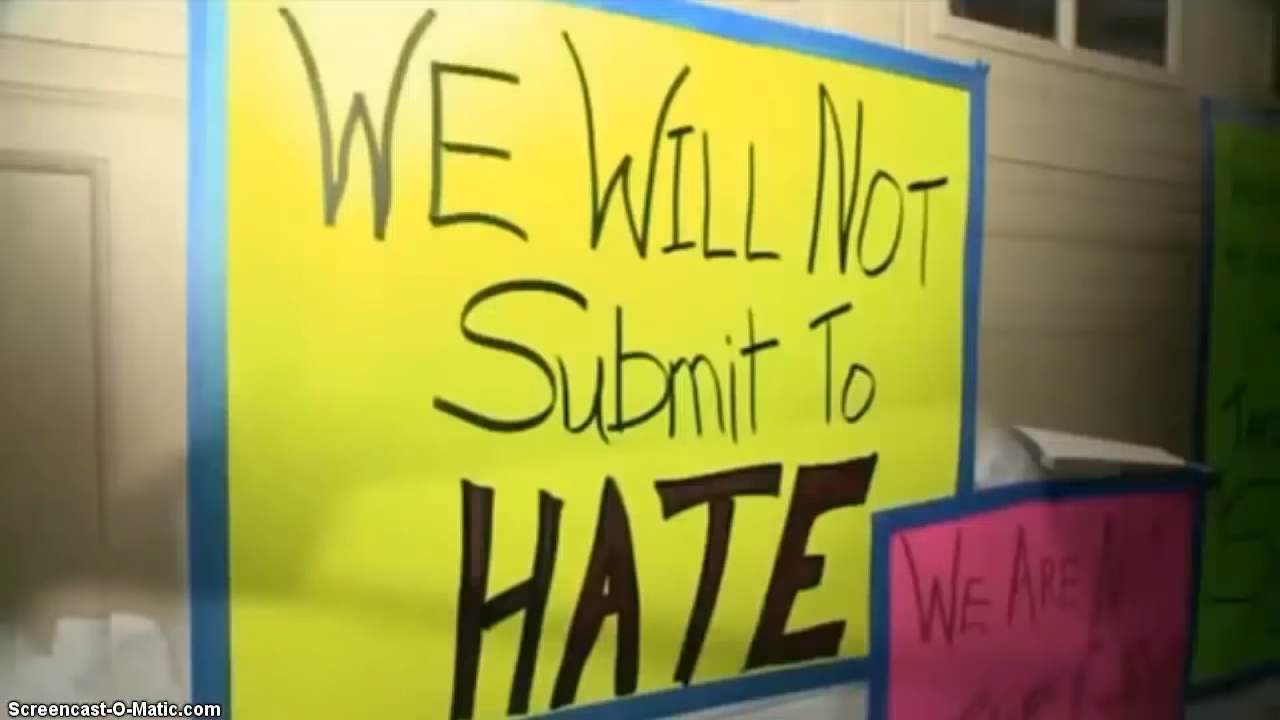 WE WILL NOT
Submit To
HATE
WE ARE
Screencast-O-Matic.com